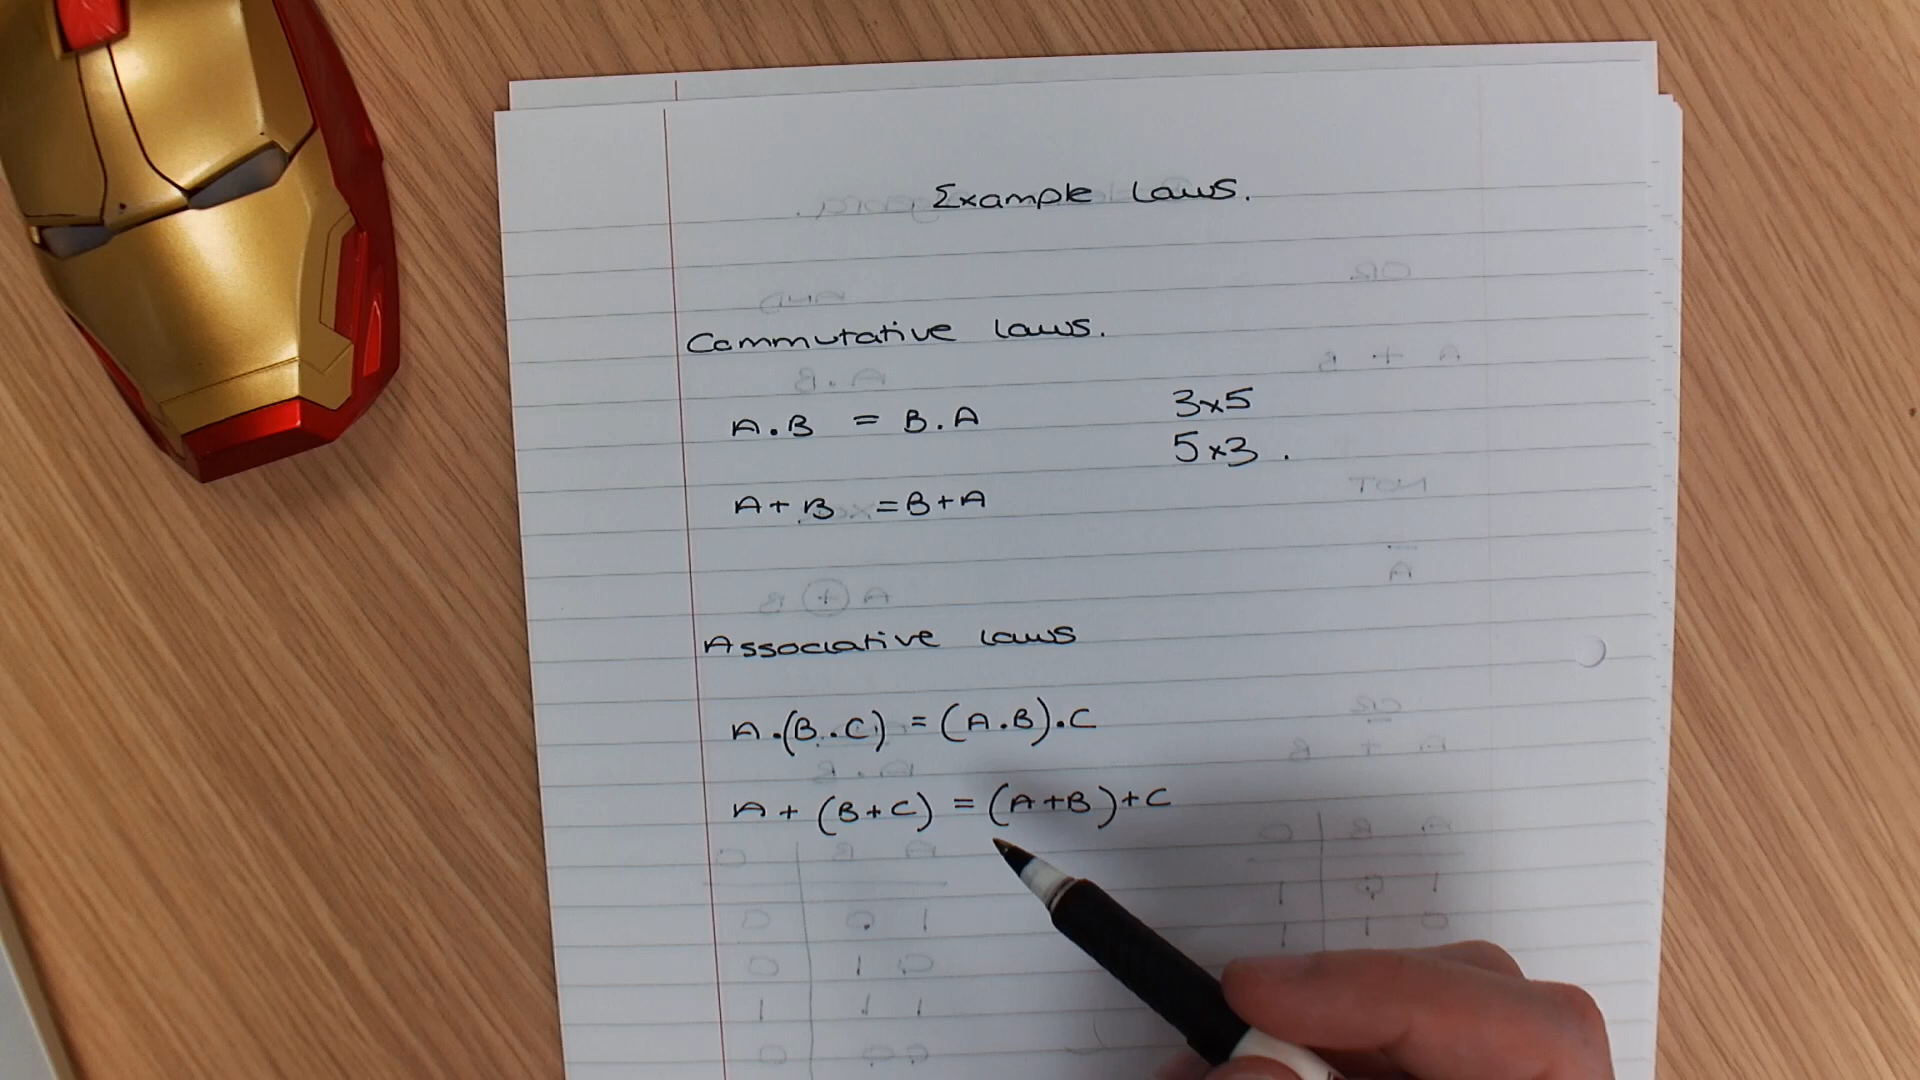 Example Laws.
Commutative Laws.
A.B = B.A
3x5
5x3.
A+B = B+A
Associative Laws
A.(B.C) = (A.B).C
A + (B+C) = (A+B)+C